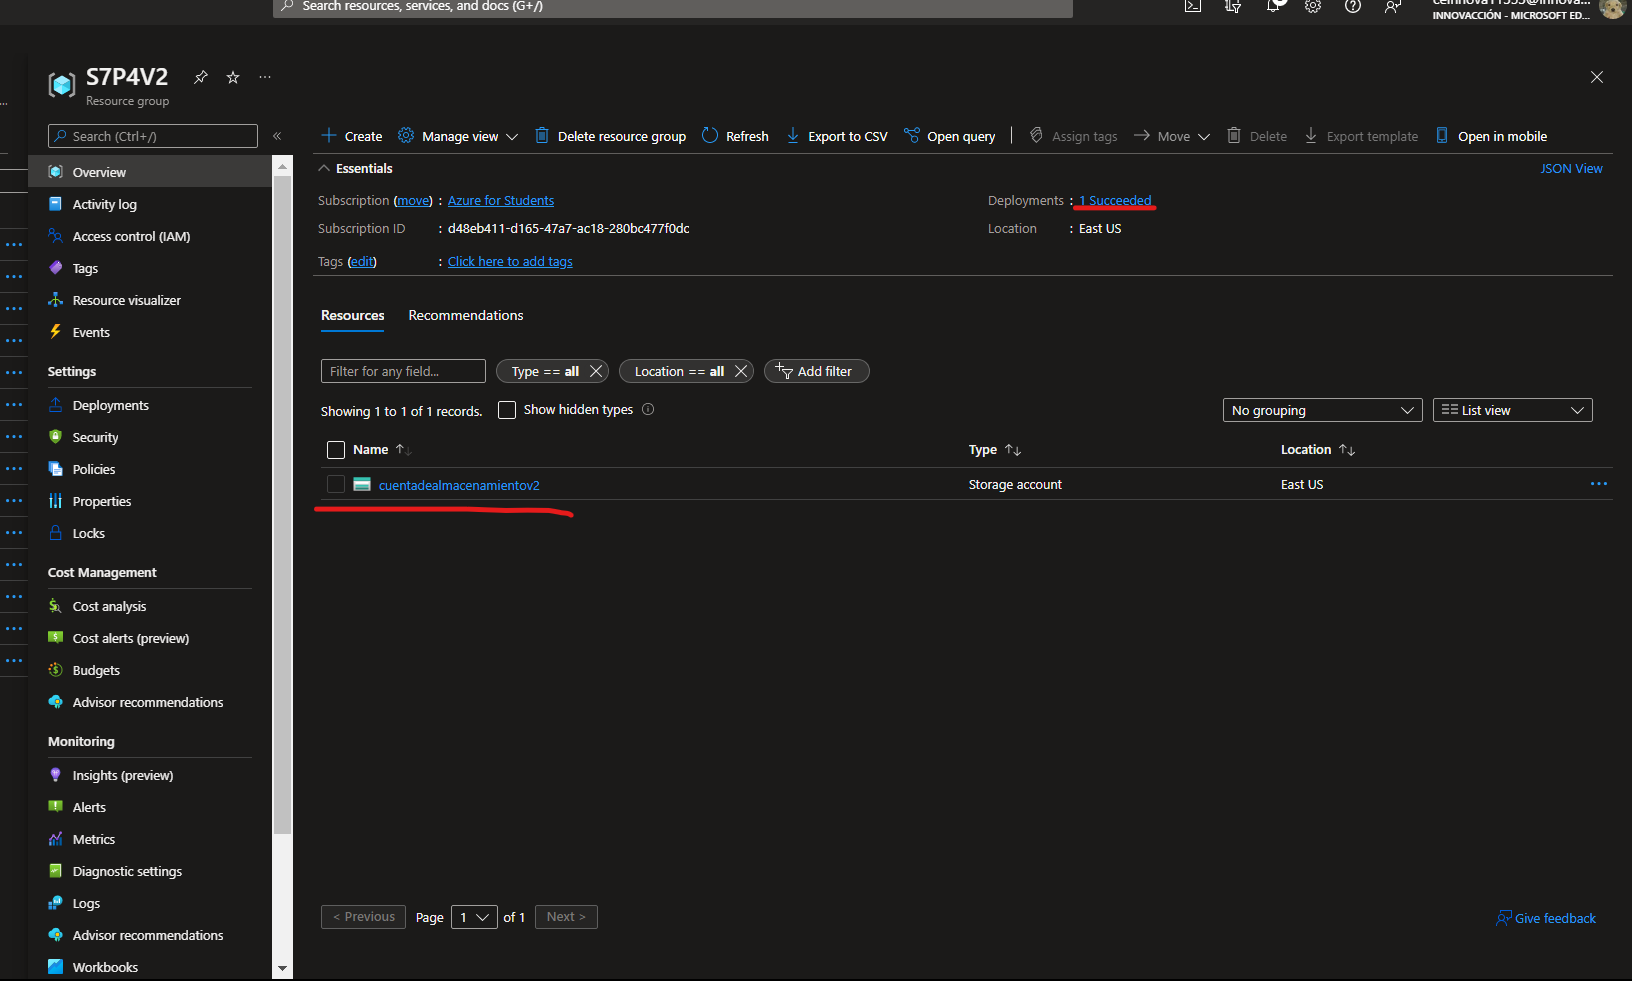 Search resources, services, and docs (G+/)
INNOVACCIÓN - MICROSOFT ED...
S7P4V2
Resource group
Search (Ctrl+/)
Overview
Activity log
Access control (IAM)
Tags
Resource visualizer
Events
Settings
Deployments
Security
Policies
Properties
Locks
Cost Management
Cost analysis
Cost alerts (preview)
Budgets
Advisor recommendations
Monitoring
Insights (preview)
Alerts
Metrics
Diagnostic settings
Logs
Advisor recommendations
Workbooks
Create Manage view Delete resource group Refresh Export to CSV Open query Assign tags Move Delete Export template Open in mobile
Essentials JSON View
Subscription (move) : Azure for Students Deployments : 1 Succeeded
Subscription ID : d48eb411-d165-47a7-ac18-280bc477f0dc Location : East US
Tags (edit) : Click here to add tags
Resources Recommendations
Filter for any field... Type == all Location == all Add filter
Showing 1 to 1 of 1 records. Show hidden types No grouping List view
Name Type Location
cuentadealmacenamientov2 Storage account East US
< Previous Page 1 of 1 Next > Give feedback